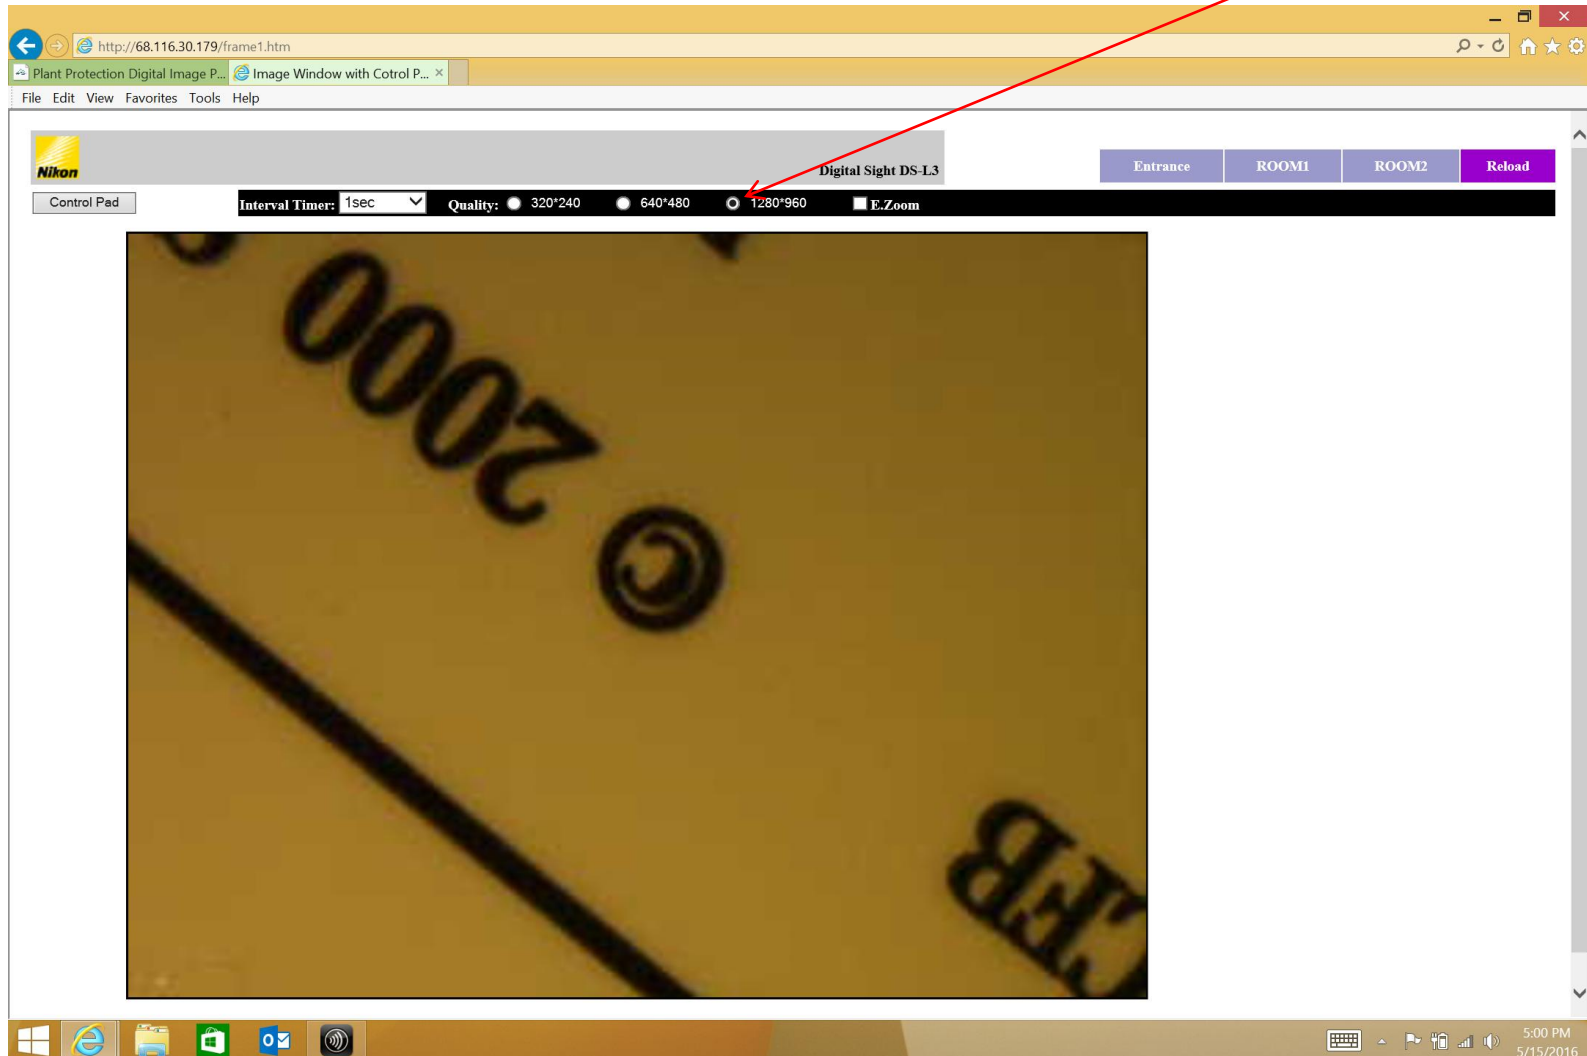 http://68.116.30.179/frame1.htm
Plant Protection Digital Image P...
Image Window with Cotrol P...
File Edit View Favorites Tools Help
Nikon
Digital Sight DS-L3
Entrance ROOM1 ROOM2 Reload
Control Pad
Interval Timer: 1sec Quality: 320*240 640*480 1280*960 E.Zoom
© 2000
5:00 PM
5/15/2016